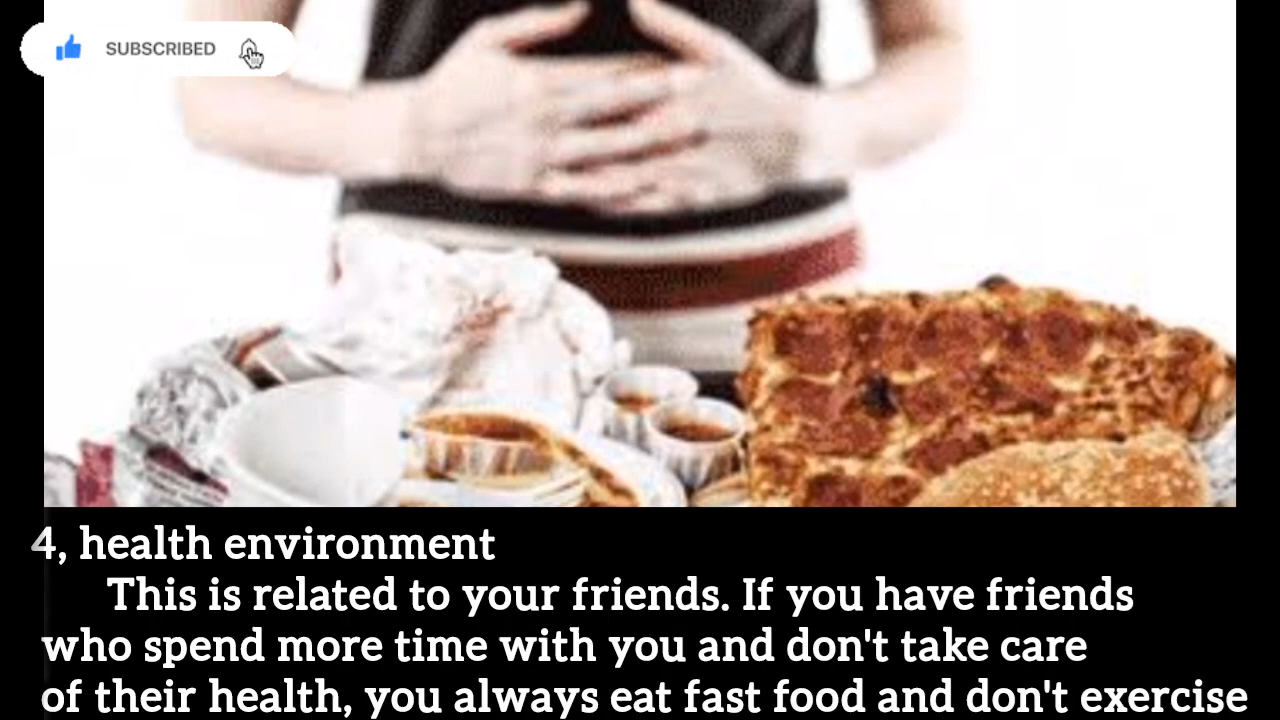 SUBSCRIBED
4, health environment
This is related to your friends. If you have friends
who spend more time with you and don't take care
of their health, you always eat fast food and don't exercise